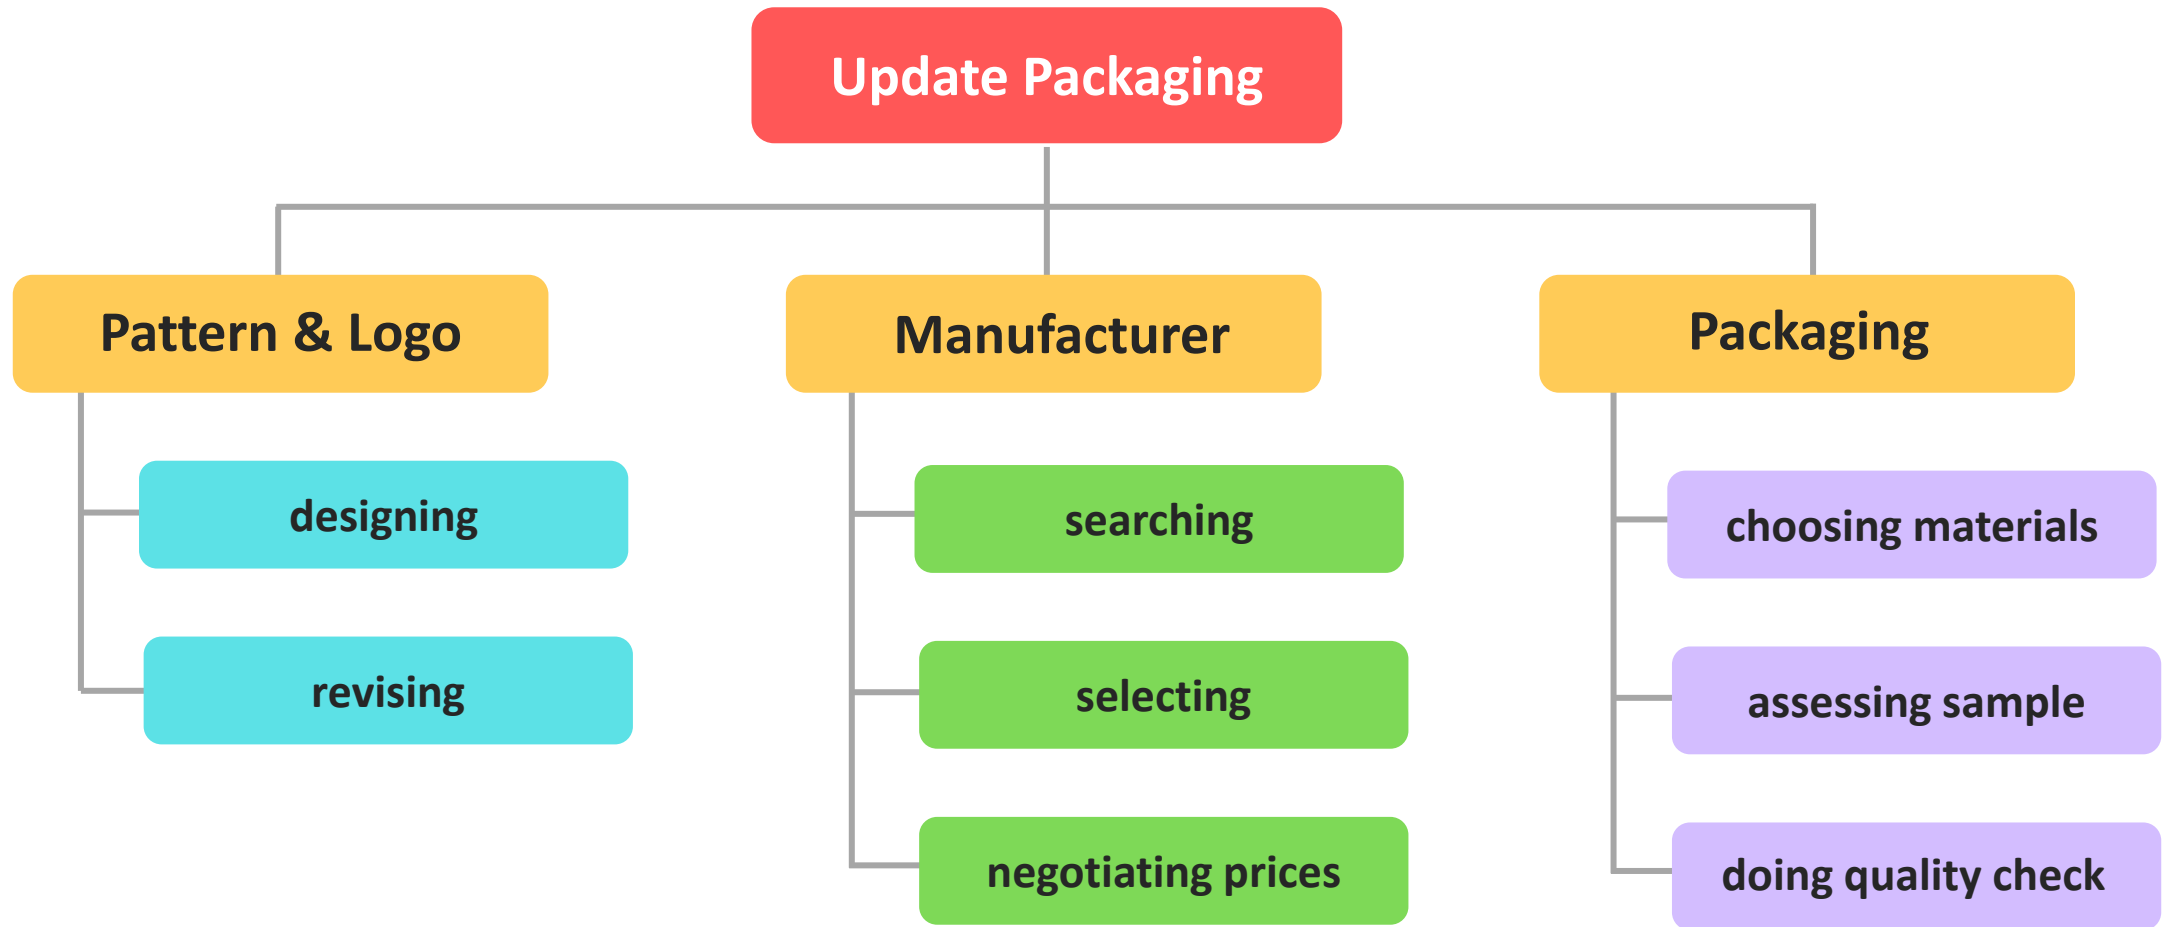 Update Packaging
Pattern & Logo
designing
revising
Manufacturer
searching
selecting
negotiating prices
Packaging
choosing materials
assessing sample
doing quality check